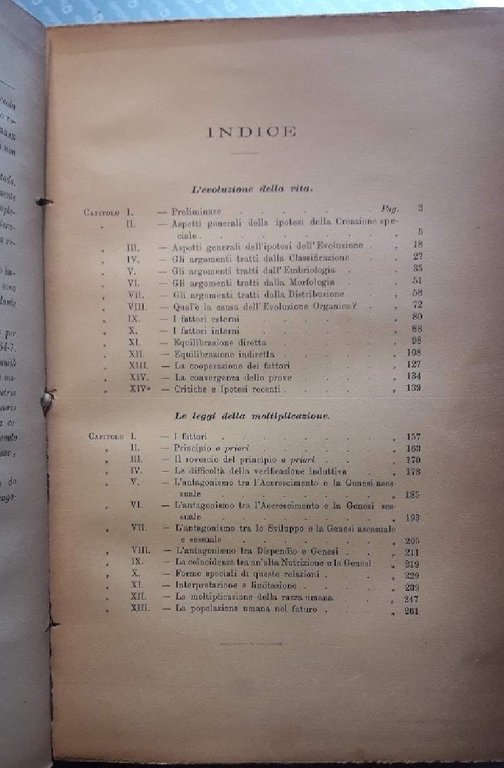 INDICE
L'evoluzione della vita.
CAPITOLO I. — Preliminare . . . . . . . . . Pag. 3
„ II. — Aspetti generali della ipotesi della Creazione spe-
ciale . . . . . . . . . . . „ 5
„ III. — Aspetti generali dell'ipotesi dell'Evoluzione . . „ 18
„ IV. — Gli argomenti tratti dalla Classificazione . . „ 27
„ V. — Gli argomenti tratti dall'Embriologia . . . „ 35
„ VI. — Gli argomenti tratti dalla Morfologia . . . „ 51
„ VII. — Gli argomenti tratti dalla Distribuzione . . . „ 58
„ VIII. — Qual'è la causa dell'Evoluzione Organica? . . „ 72
„ IX. — I fattori esterni . . . . . . . . „ 80
„ X. — I fattori interni . . . . . . . . „ 88
„ XI. — Equilibrazione diretta . . . . . . „ 98
„ XII. — Equilibrazione indiretta . . . . . . „ 108
„ XIII. — La cooperazione dei fattori . . . . . „ 127
„ XIV. — La convergenza delle prove . . . . . „ 134
„ XIVa — Critiche e Ipotesi recenti . . . . . „ 139
Le leggi della moltiplicazione.
CAPITOLO I. — I fattori . . . . . . . . . „ 157
„ II. — Principio a priori . . . . . . . „ 163
„ III. — Il rovescio del principio a priori . . . . „ 170
„ IV. — Le difficoltà della verificazione induttiva . . „ 178
„ V. — L'antagonismo tra l'Accrescimento e la Genesi ases-
suale . . . . . . . . . . „ 185
„ VI. — L'antagonismo tra l'Accrescimento e la Genesi ses-
suale . . . . . . . . . . „ 193
„ VII. — L'antagonismo tra lo Sviluppo e la Genesi asessuale
e sessuale . . . . . . . . . „ 205
„ VIII. — L'antagonismo tra Dispendio e Genesi . . . „ 211
„ IX. — La coincidenza tra un'alta Nutrizione e la Genesi „ 219
„ X. — Forme speciali di queste relazioni . . . . „ 229
„ XI. — Interpretazione e limitazione . . . . . „ 239
„ XII. — La moltiplicazione della razza umana . . . „ 247
„ XIII. — La popolazione umana nel futuro . . . . „ 261